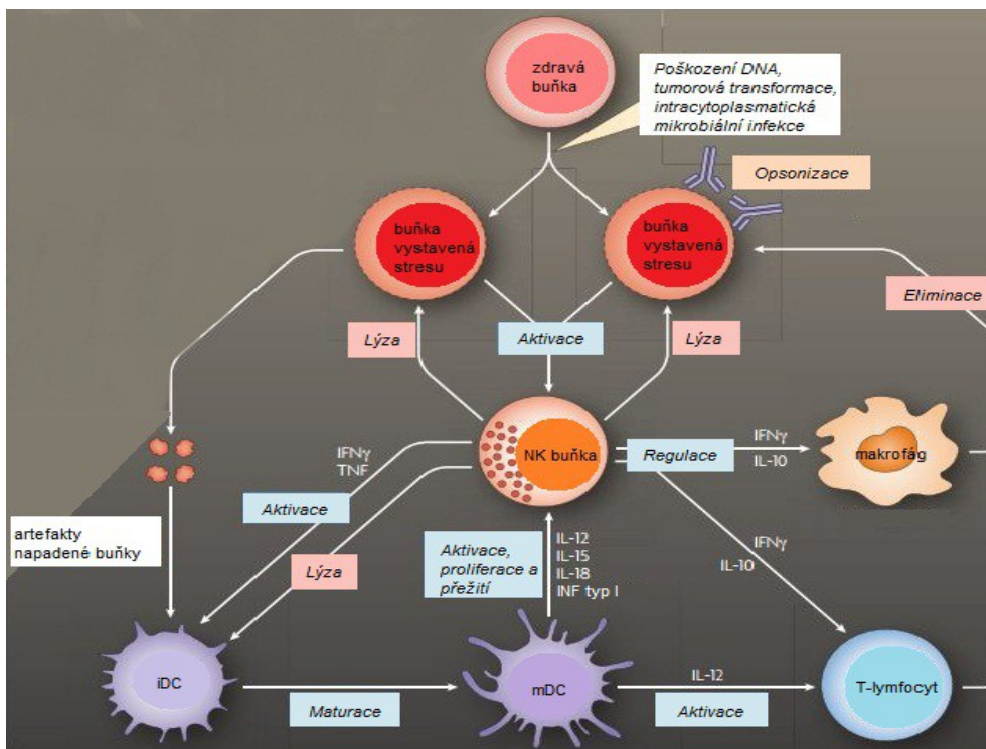 zdravá
buňka
Poškození DNA,
tumorová transformace,
intracytoplasmatická
mikrobiální infekce
Opsonizace
buňka
vystavená
stresu
buňka
vystavená
stresu
Eliminace
Lýza
Aktivace
Lýza
IFNγ
TNF
NK buňka
Regulace
IFNγ
IL-10
makrofág
Aktivace
artefakty
napadené buňky
Lýza
Aktivace,
proliferace a
přežití
IL-12
IL-15
IL-18
INF typ I
IFNγ
IL-10
iDC
Maturace
mDC
IL-12
Aktivace
T-lymfocyt